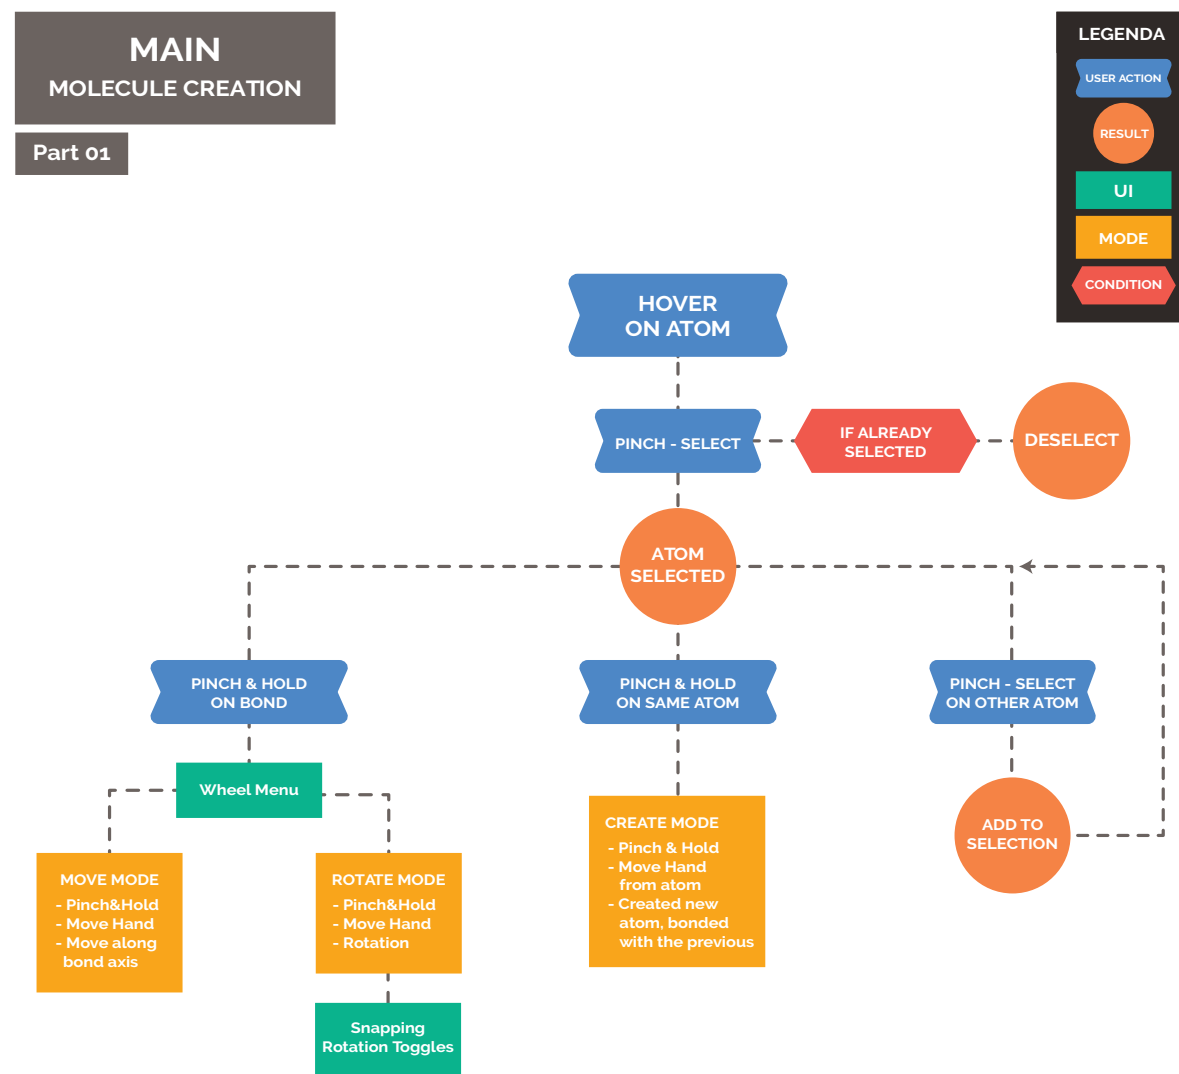 MAIN
MOLECULE CREATION
Part 01
LEGENDA
USER ACTION
RESULT
UI
MODE
CONDITION
HOVER
ON ATOM
PINCH - SELECT
IF ALREADY
SELECTED
DESELECT
ATOM
SELECTED
PINCH & HOLD
ON BOND
PINCH & HOLD
ON SAME ATOM
PINCH - SELECT
ON OTHER ATOM
Wheel Menu
MOVE MODE
- Pinch&Hold
- Move Hand
- Move along
bond axis
ROTATE MODE
- Pinch&Hold
- Move Hand
- Rotation
CREATE MODE
- Pinch & Hold
- Move Hand
from atom
- Created new
atom, bonded
with the previous
ADD TO
SELECTION
Snapping
Rotation Toggles